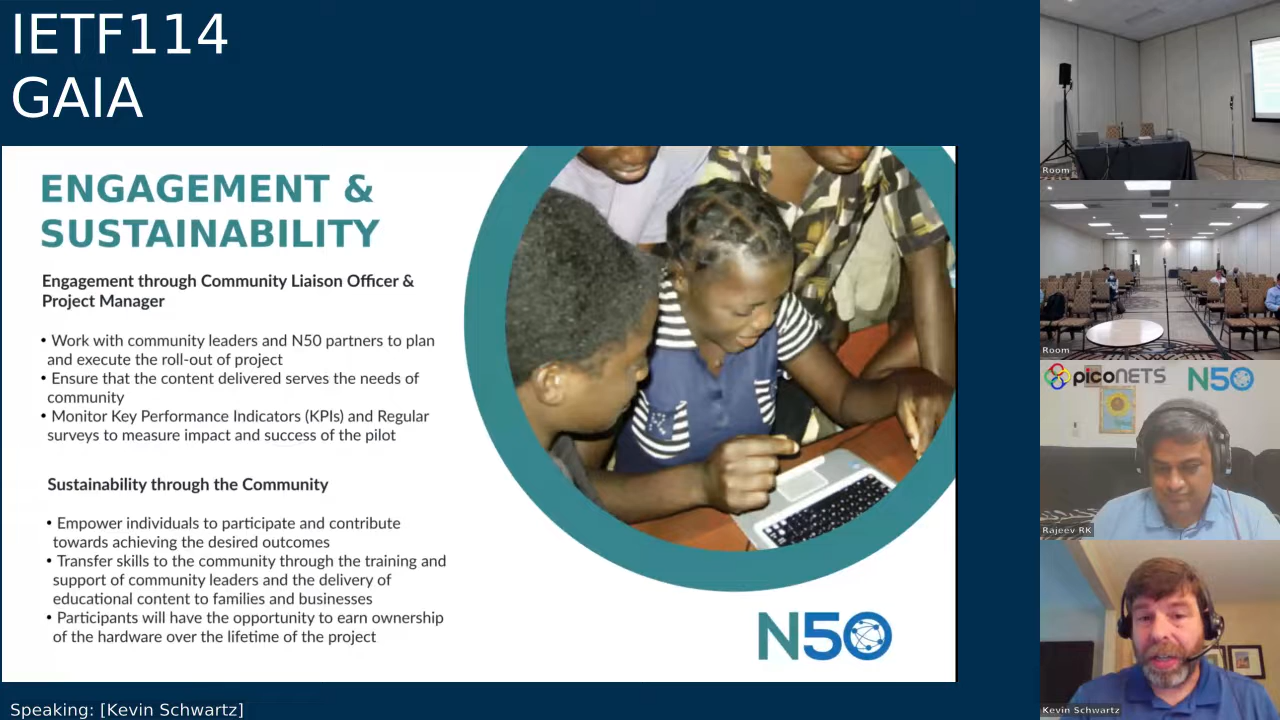 IETF114
GAIA
ENGAGEMENT &
SUSTAINABILITY
Engagement through Community Liaison Officer &
Project Manager
• Work with community leaders and N50 partners to plan
and execute the roll-out of project
• Ensure that the content delivered serves the needs of
community
• Monitor Key Performance Indicators (KPIs) and Regular
surveys to measure impact and success of the pilot
Sustainability through the Community
• Empower individuals to participate and contribute
towards achieving the desired outcomes
• Transfer skills to the community through the training and
support of community leaders and the delivery of
educational content to families and businesses
• Participants will have the opportunity to earn ownership
of the hardware over the lifetime of the project
N50
Speaking: [Kevin Schwartz]
Room
Room
picoNETS N50
Rajeev RK
Kevin Schwartz